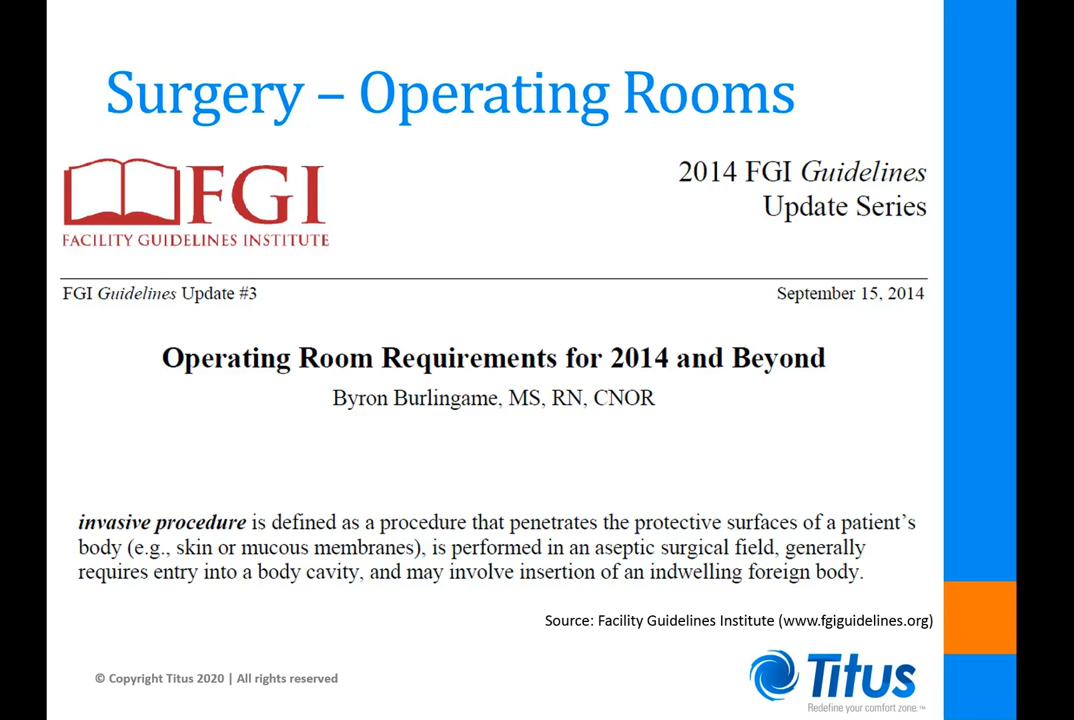 Surgery – Operating Rooms
FGI
FACILITY GUIDELINES INSTITUTE
2014 FGI Guidelines
Update Series
FGI Guidelines Update #3
September 15, 2014
Operating Room Requirements for 2014 and Beyond
Byron Burlingame, MS, RN, CNOR
invasive procedure is defined as a procedure that penetrates the protective surfaces of a patient's
body (e.g., skin or mucous membranes), is performed in an aseptic surgical field, generally
requires entry into a body cavity, and may involve insertion of an indwelling foreign body.
Source: Facility Guidelines Institute (www.fgiguidelines.org)
© Copyright Titus 2020 | All rights reserved
Titus
Redefine your comfort zone.™